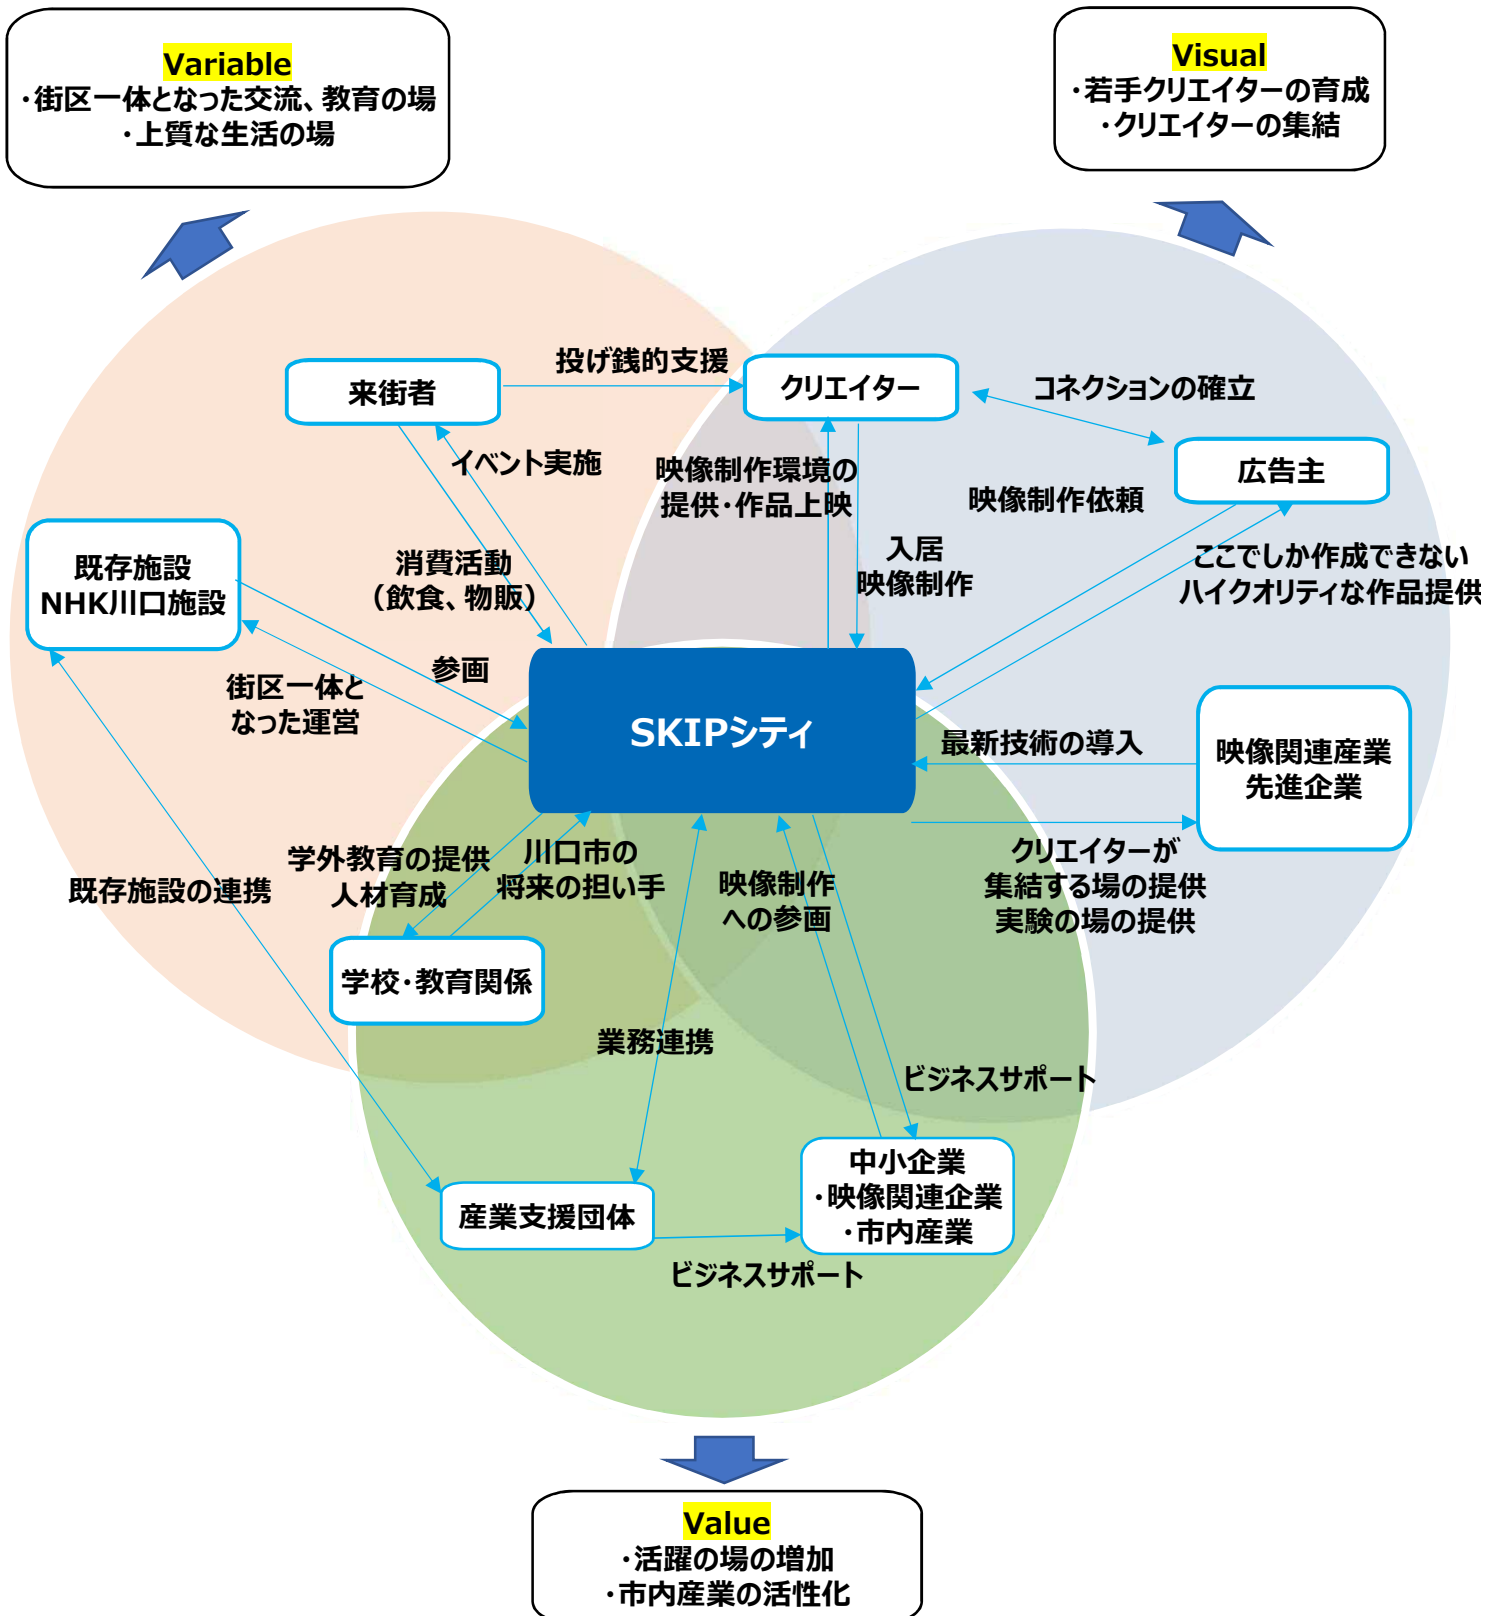 Variable
・街区一体となった交流、教育の場
・上質な生活の場
Visual
・若手クリエイターの育成
・クリエイターの集結
投げ銭的支援
来街者
クリエイター
コネクションの確立
イベント実施
映像制作環境の
提供・作品上映
広告主
映像制作依頼
既存施設
NHK川口施設
消費活動
（飲食、物販）
入居
映像制作
ここでしか作成できない
ハイクオリティな作品提供
参画
街区一体と
なった運営
SKIPシティ
最新技術の導入
映像関連産業
先進企業
学外教育の提供
人材育成
川口市の
将来の担い手
映像制作
への参画
クリエイターが
集結する場の提供
実験の場の提供
既存施設の連携
学校・教育関係
業務連携
ビジネスサポート
産業支援団体
中小企業
・映像関連企業
・市内産業
ビジネスサポート
Value
・活躍の場の増加
・市内産業の活性化